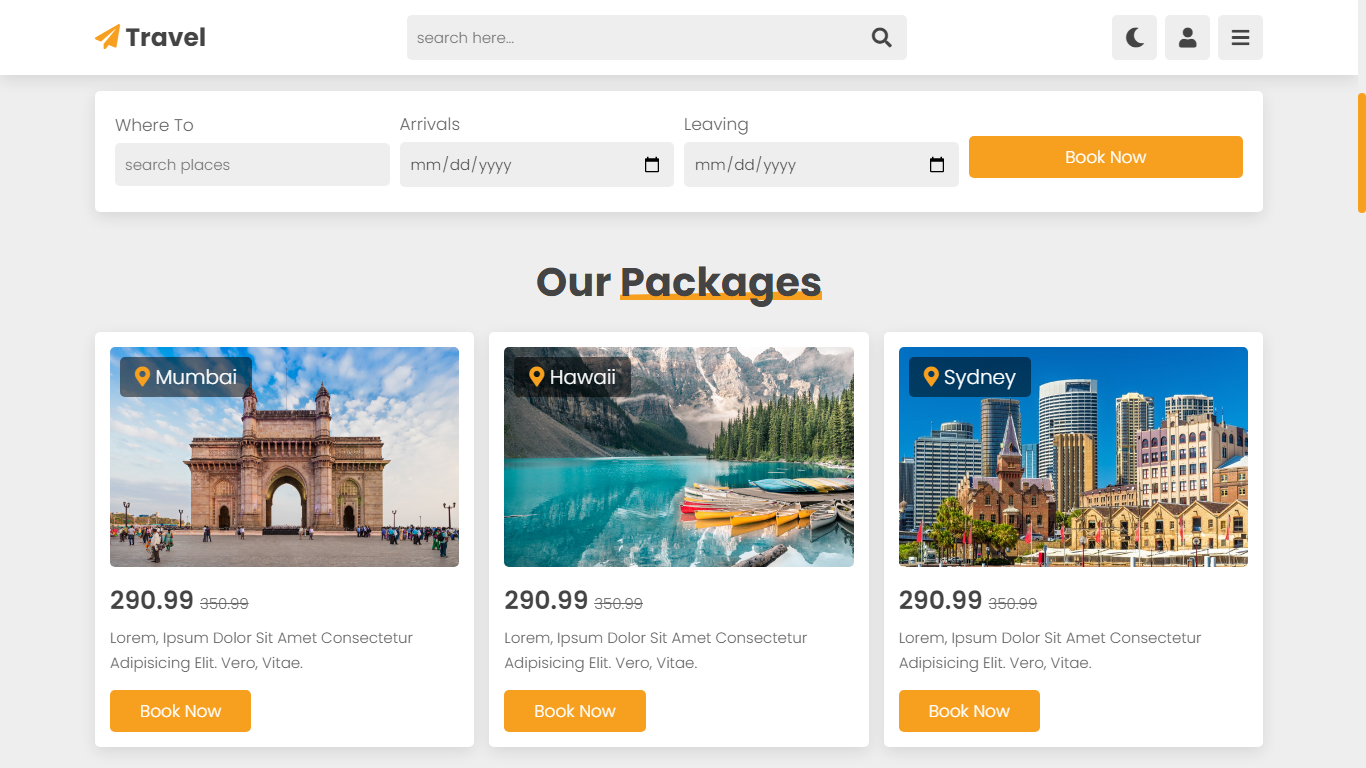 Travel
search here...
Where To
Arrivals
Leaving
search places
mm/dd/yyyy
mm/dd/yyyy
Book Now
Our Packages
Mumbai
Hawaii
Sydney
290.99 350.99
Lorem, Ipsum Dolor Sit Amet Consectetur
Adipisicing Elit. Vero, Vitae.
Book Now
290.99 350.99
Lorem, Ipsum Dolor Sit Amet Consectetur
Adipisicing Elit. Vero, Vitae.
Book Now
290.99 350.99
Lorem, Ipsum Dolor Sit Amet Consectetur
Adipisicing Elit. Vero, Vitae.
Book Now